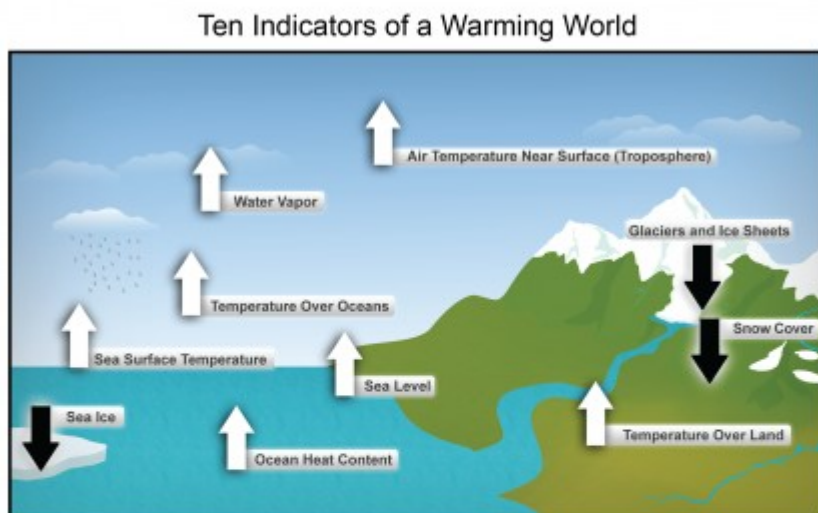 Ten Indicators of a Warming World
Air Temperature Near Surface (Troposphere)
Water Vapor
Glaciers and Ice Sheets
Temperature Over Oceans
Snow Cover
Sea Surface Temperature
Sea Level
Sea Ice
Temperature Over Land
Ocean Heat Content